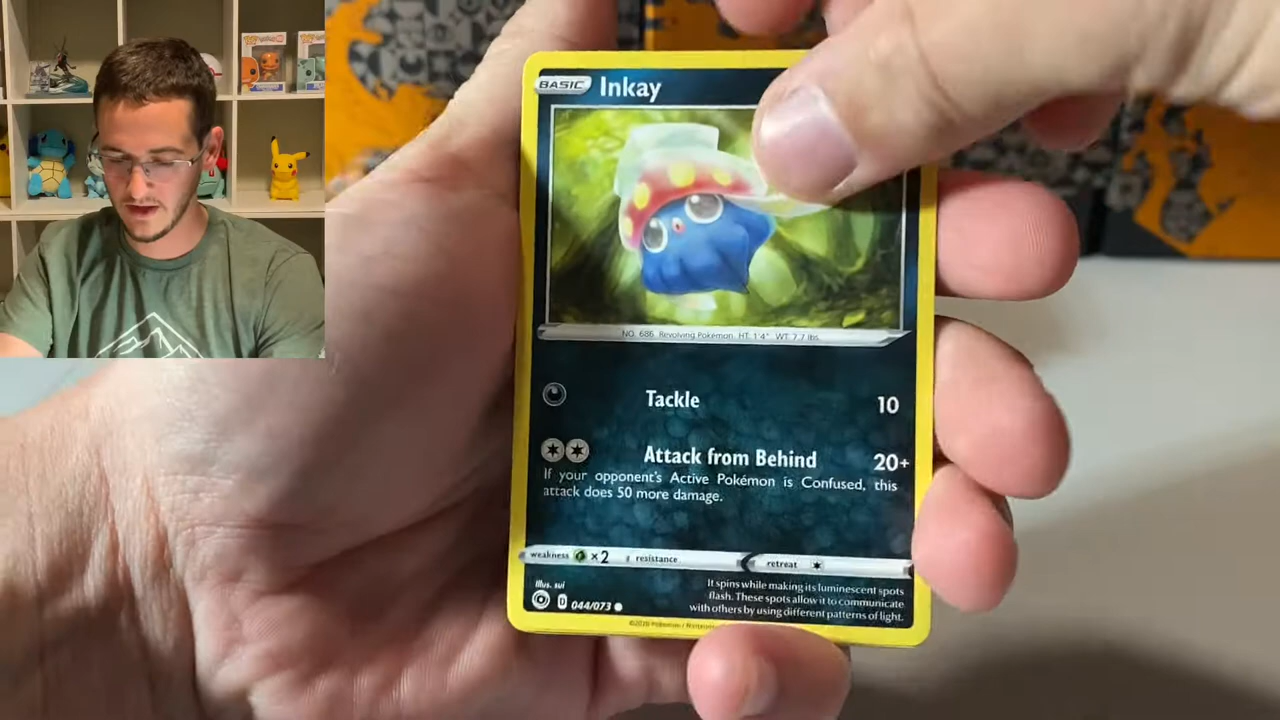 BASIC Inkay
NO. 686 Revolving Pokémon HT: 1'4" WT: 7.7 lbs.
Tackle 10
Attack from Behind 20+
If your opponent's Active Pokémon is Confused, this
attack does 50 more damage.
weakness ×2 resistance retreat
Illus. sui
It spins while making its luminescent spots
flash. These spots allow it to communicate
with others by using different patterns of light.
D 044/073
©2020 Pokémon / Nintendo